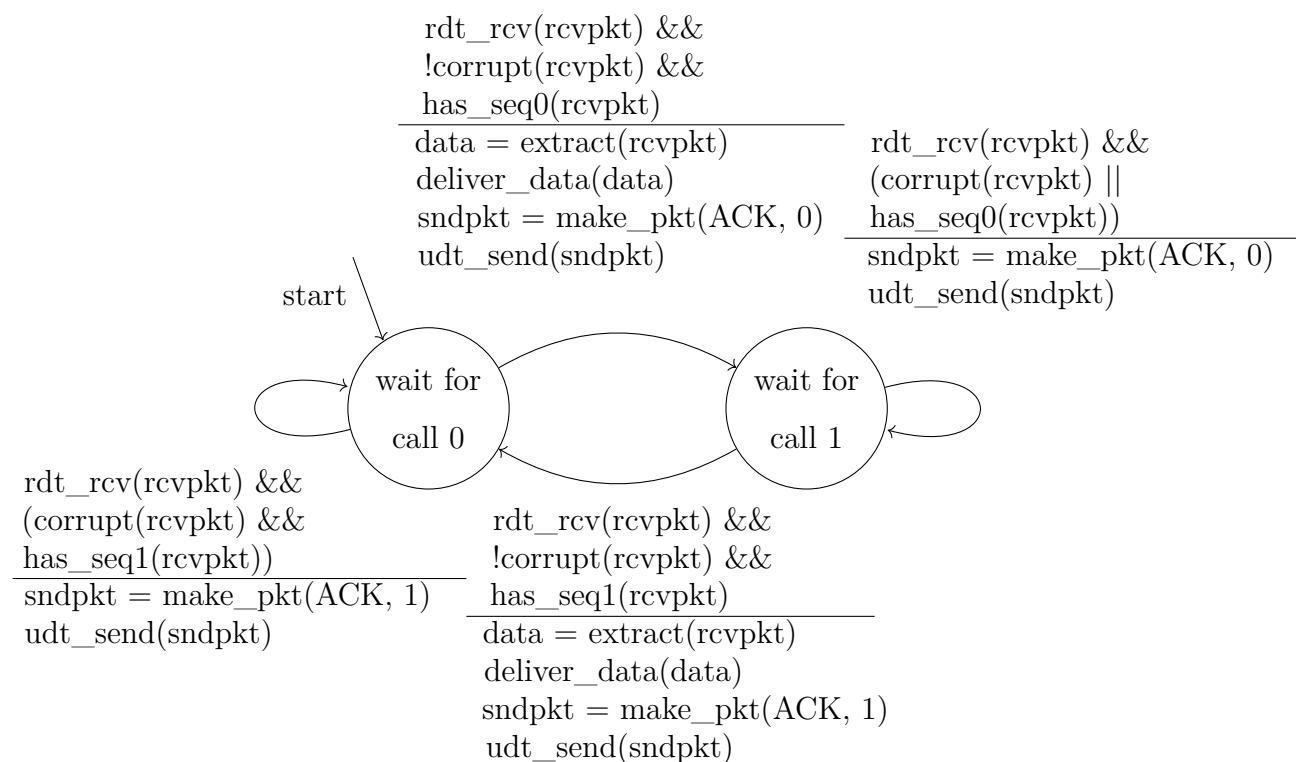 rdt_rcv(rcvpkt) &&
!corrupt(rcvpkt) &&
has_seq0(rcvpkt)
data = extract(rcvpkt)
deliver_data(data)
sndpkt = make_pkt(ACK, 0)
udt_send(sndpkt)
rdt_rcv(rcvpkt) &&
(corrupt(rcvpkt) ||
has_seq0(rcvpkt))
sndpkt = make_pkt(ACK, 0)
udt_send(sndpkt)
start
wait for
call 0
wait for
call 1
rdt_rcv(rcvpkt) &&
(corrupt(rcvpkt) &&
has_seq1(rcvpkt))
sndpkt = make_pkt(ACK, 1)
udt_send(sndpkt)
rdt_rcv(rcvpkt) &&
!corrupt(rcvpkt) &&
has_seq1(rcvpkt)
data = extract(rcvpkt)
deliver_data(data)
sndpkt = make_pkt(ACK, 1)
udt_send(sndpkt)